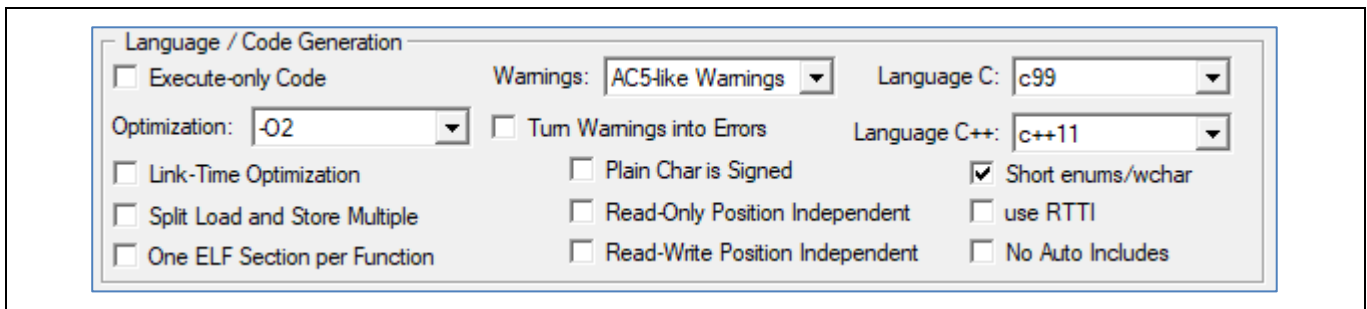 Language / Code Generation
Execute-only Code Warnings: AC5-like Warnings Language C: c99
Optimization: -O2 Turn Warnings into Errors Language C++: c++11
Link-Time Optimization Plain Char is Signed Short enums/wchar
Split Load and Store Multiple Read-Only Position Independent use RTTI
One ELF Section per Function Read-Write Position Independent No Auto Includes